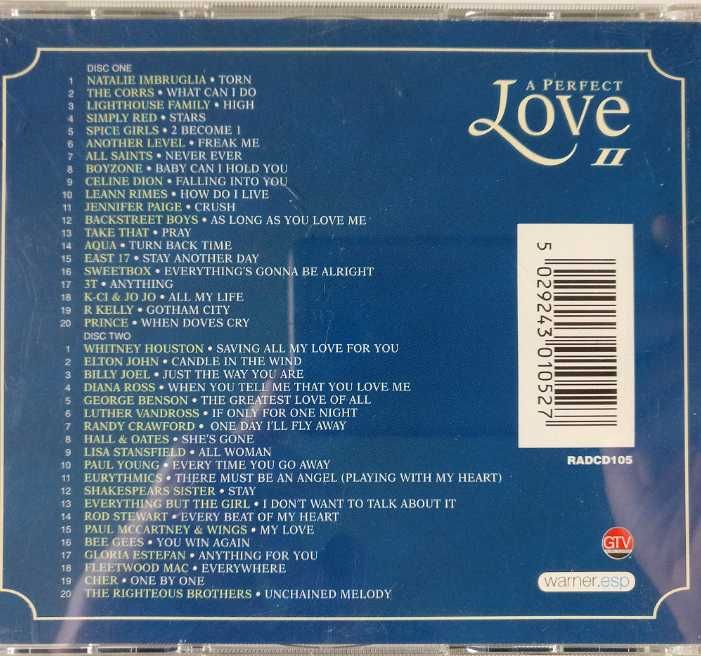 DISC ONE
1 NATALIE IMBRUGLIA • TORN
2 THE CORRS • WHAT CAN I DO
3 LIGHTHOUSE FAMILY • HIGH
4 SIMPLY RED • STARS
5 SPICE GIRLS • 2 BECOME 1
6 ANOTHER LEVEL • FREAK ME
7 ALL SAINTS • NEVER EVER
8 BOYZONE • BABY CAN I HOLD YOU
9 CELINE DION • FALLING INTO YOU
10 LEANN RIMES • HOW DO I LIVE
11 JENNIFER PAIGE • CRUSH
12 BACKSTREET BOYS • AS LONG AS YOU LOVE ME
13 TAKE THAT • PRAY
14 AQUA • TURN BACK TIME
15 EAST 17 • STAY ANOTHER DAY
16 SWEETBOX • EVERYTHING'S GONNA BE ALRIGHT
17 3T • ANYTHING
18 K-CI & JO JO • ALL MY LIFE
19 R KELLY • GOTHAM CITY
20 PRINCE • WHEN DOVES CRY
DISC TWO
1 WHITNEY HOUSTON • SAVING ALL MY LOVE FOR YOU
2 ELTON JOHN • CANDLE IN THE WIND
3 BILLY JOEL • JUST THE WAY YOU ARE
4 DIANA ROSS • WHEN YOU TELL ME THAT YOU LOVE ME
5 GEORGE BENSON • THE GREATEST LOVE OF ALL
6 LUTHER VANDROSS • IF ONLY FOR ONE NIGHT
7 RANDY CRAWFORD • ONE DAY I'LL FLY AWAY
8 HALL & OATES • SHE'S GONE
9 LISA STANSFIELD • ALL WOMAN
10 PAUL YOUNG • EVERY TIME YOU GO AWAY
11 EURYTHMICS • THERE MUST BE AN ANGEL (PLAYING WITH MY HEART)
12 SHAKESPEARS SISTER • STAY
13 EVERYTHING BUT THE GIRL • I DON'T WANT TO TALK ABOUT IT
14 ROD STEWART • EVERY BEAT OF MY HEART
15 PAUL MCCARTNEY & WINGS • MY LOVE
16 BEE GEES • YOU WIN AGAIN
17 GLORIA ESTEFAN • ANYTHING FOR YOU
18 FLEETWOOD MAC • EVERYWHERE
19 CHER • ONE BY ONE
20 THE RIGHTEOUS BROTHERS • UNCHAINED MELODY
A PERFECT
Love
II
5 029243 010527
RADCD105
GTV
warner.esp